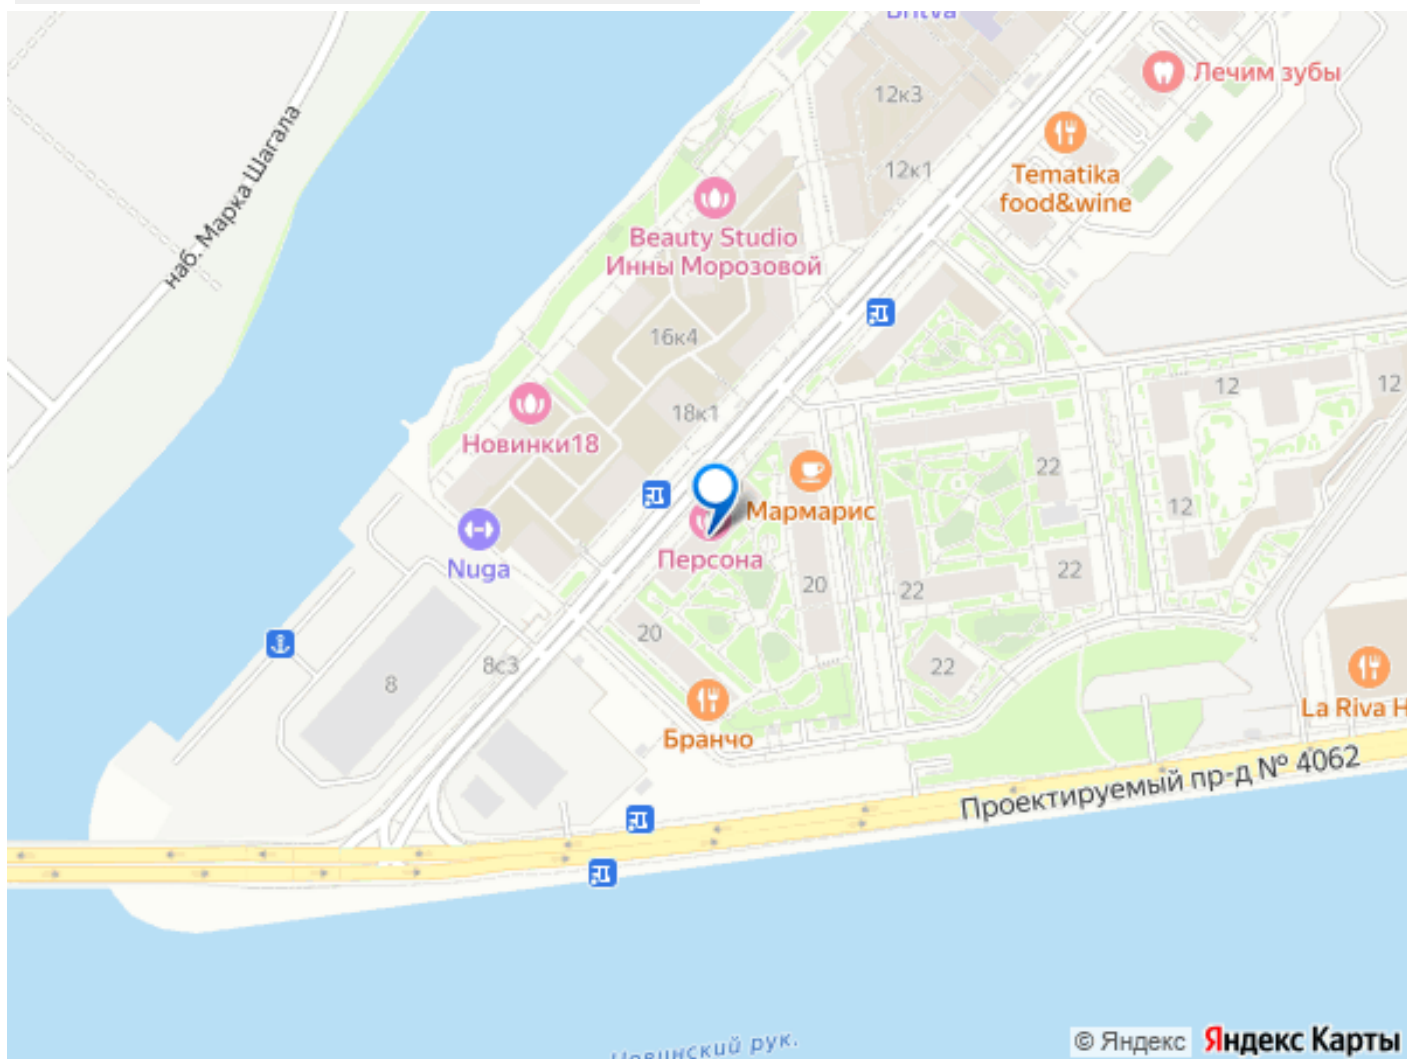 Britva
Лечим зубы
12к3
наб. Марка Шагала
12к1
Tematika
food&wine
Beauty Studio
Инны Морозовой
16к4
12
12
18к1
Новинки18
22
12
Мармарис
Персона
Nuga
20
22
22
20
8с3
22
8
La Riva H
Бранчо
Проектируемый пр-д № 4062
рук.
© Яндекс Яндекс Карты